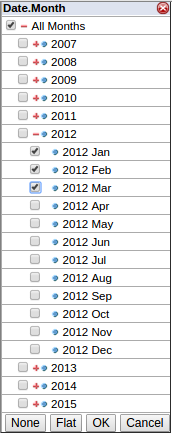 Date.Month
All Months
2007
2008
2009
2010
2011
2012
2012 Jan
2012 Feb
2012 Mar
2012 Apr
2012 May
2012 Jun
2012 Jul
2012 Aug
2012 Sep
2012 Oct
2012 Nov
2012 Dec
2013
2014
2015
None Flat OK Cancel